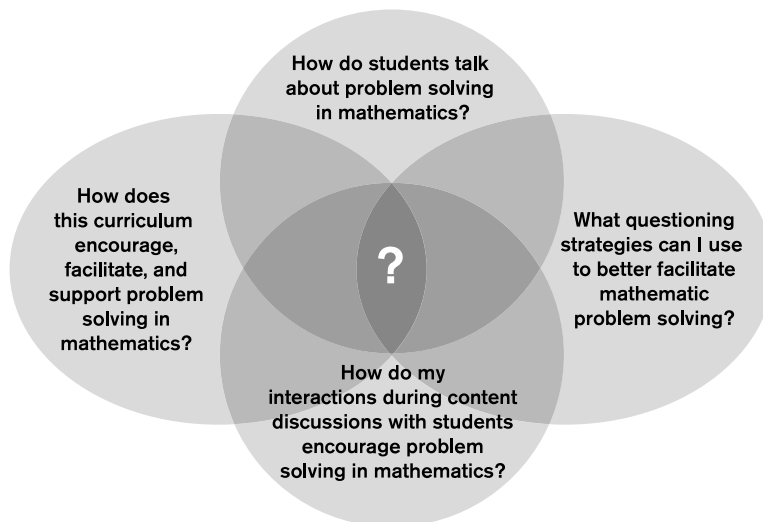 How do students talk
about problem solving
in mathematics?
How does
this curriculum
encourage,
facilitate, and
support problem
solving in
mathematics?
?
What questioning
strategies can I use
to better facilitate
mathematic
problem solving?
How do my
interactions during content
discussions with students
encourage problem
solving in mathematics?